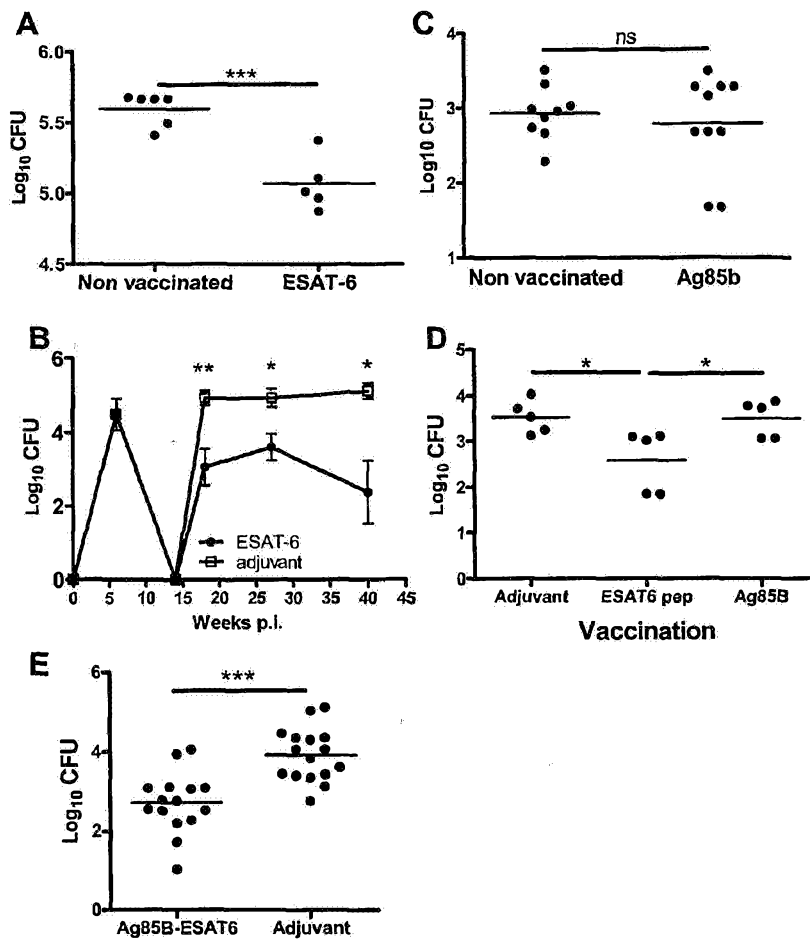 A
6.0
***
5.5
5.0
4.5
Log10 CFU
Non vaccinated
ESAT-6
C
4
ns
3
2
1
Log10 CFU
Non vaccinated
Ag85b
B
6
**
*
*
4
2
0
Log10 CFU
ESAT-6
adjuvant
0 5 10 15 20 25 30 35 40 45
Weeks p.i.
D
5
*
*
4
3
2
1
0
Log10 CFU
Adjuvant
ESAT6 pep
Ag85B
Vaccination
E
6
***
4
2
0
Log10 CFU
Ag85B-ESAT6
Adjuvant